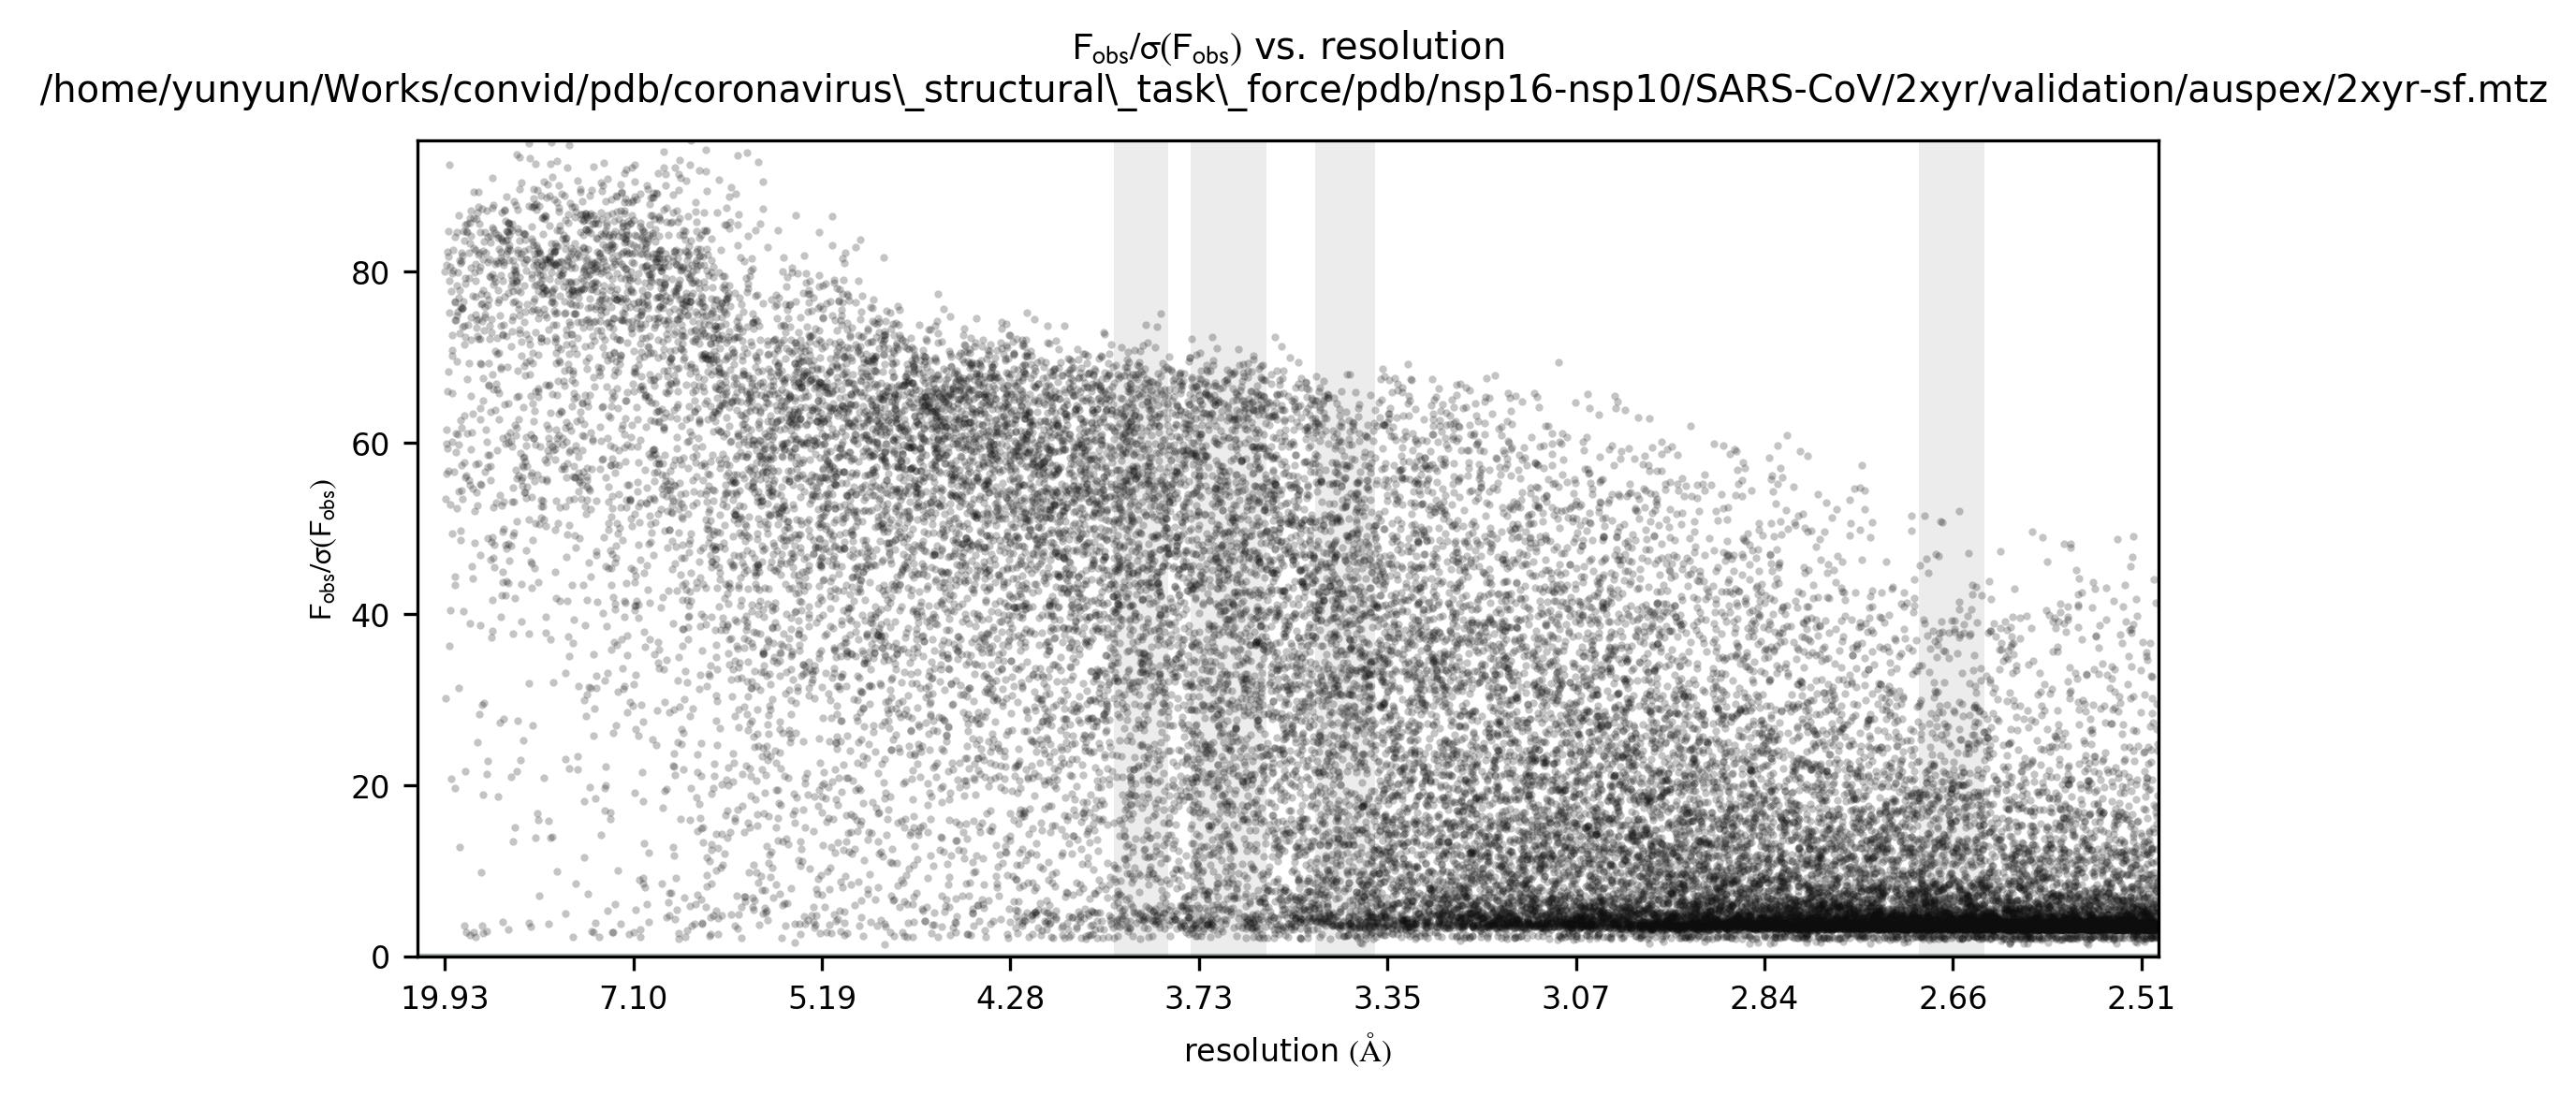 Fobs/σ(Fobs) vs. resolution
/home/yunyun/Works/convid/pdb/coronavirus\_structural\_task\_force/pdb/nsp16-nsp10/SARS-CoV/2xyr/validation/auspex/2xyr-sf.mtz
Fobs/σ(Fobs)
80
60
40
20
0
19.93 7.10 5.19 4.28 3.73 3.35 3.07 2.84 2.66 2.51
resolution (Å)